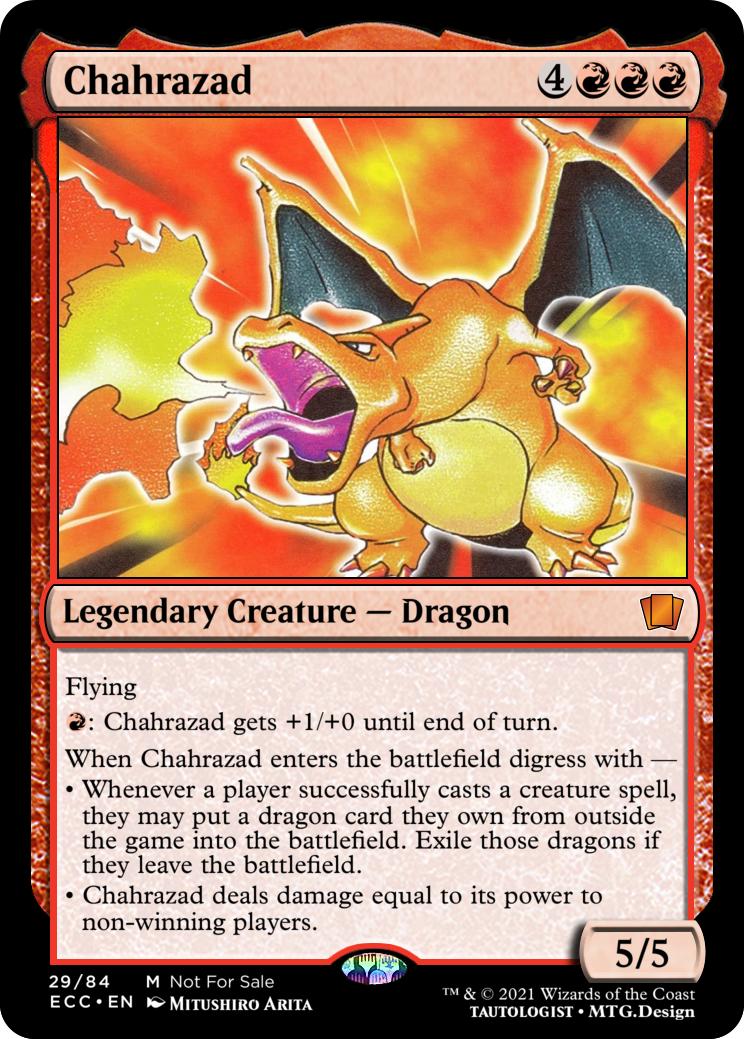 Chahrazad 4
Legendary Creature — Dragon
Flying
: Chahrazad gets +1/+0 until end of turn.
When Chahrazad enters the battlefield digress with —
• Whenever a player successfully casts a creature spell,
they may put a dragon card they own from outside
the game into the battlefield. Exile those dragons if
they leave the battlefield.
• Chahrazad deals damage equal to its power to
non-winning players.
5/5
29/84 M Not For Sale
ECC • EN MITUSHIRO ARITA
™ & © 2021 Wizards of the Coast
TAUTOLOGIST • MTG.Design